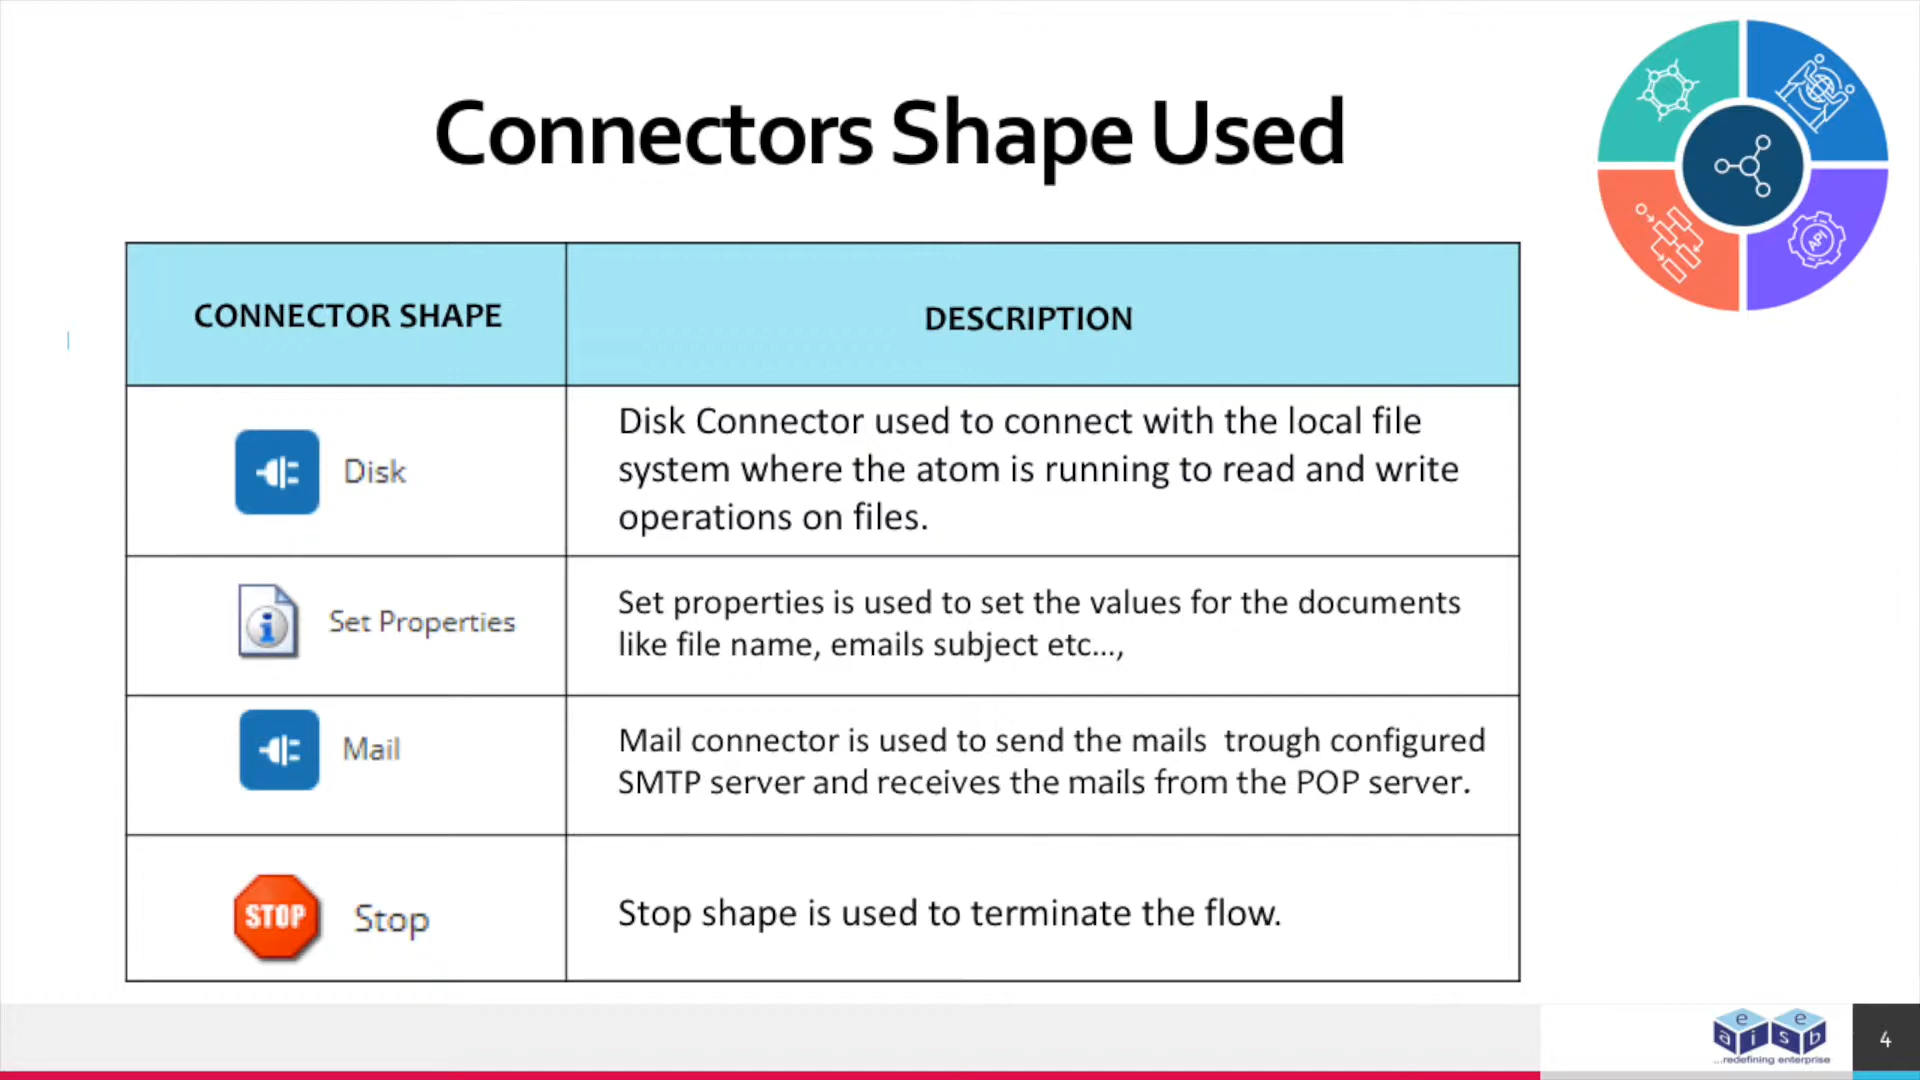 Connectors Shape Used
API
CONNECTOR SHAPE
DESCRIPTION
Disk
Disk Connector used to connect with the local file
system where the atom is running to read and write
operations on files.
Set Properties
Set properties is used to set the values for the documents
like file name, emails subject etc...,
Mail
Mail connector is used to send the mails  trough configured
SMTP server and receives the mails from the POP server.
STOP
Stop
Stop shape is used to terminate the flow.
e e
a i s b
...redefining enterprise
4